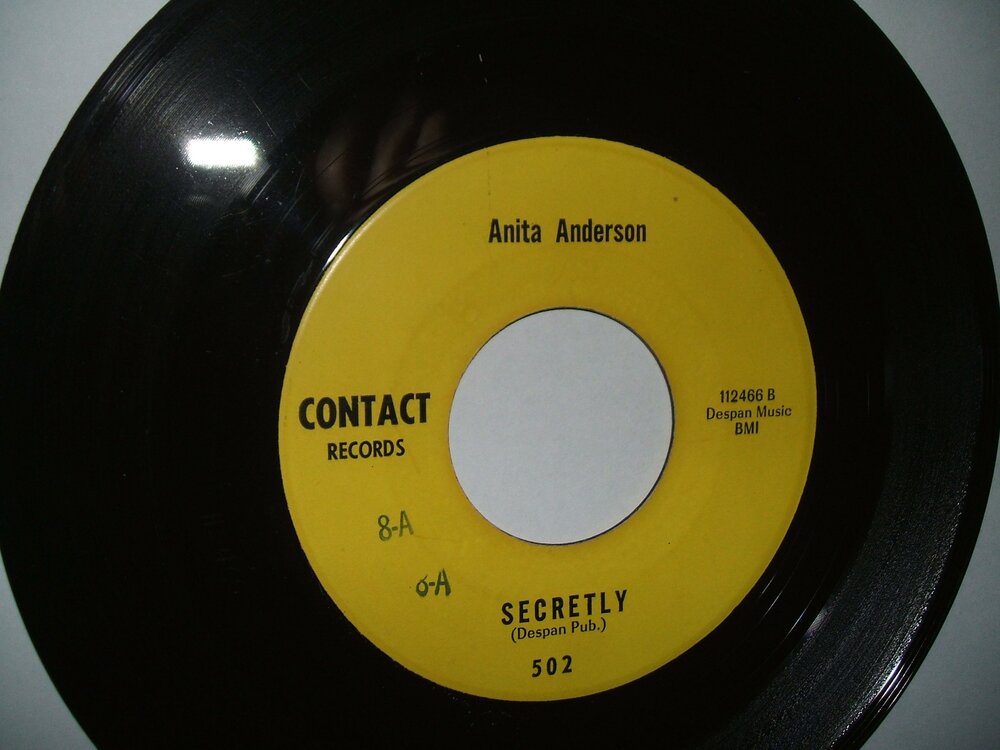 Anita Anderson
CONTACT
RECORDS
112466 B
Despan Music
BMI
8-A
6-A
SECRETLY
(Despan Pub.)
502